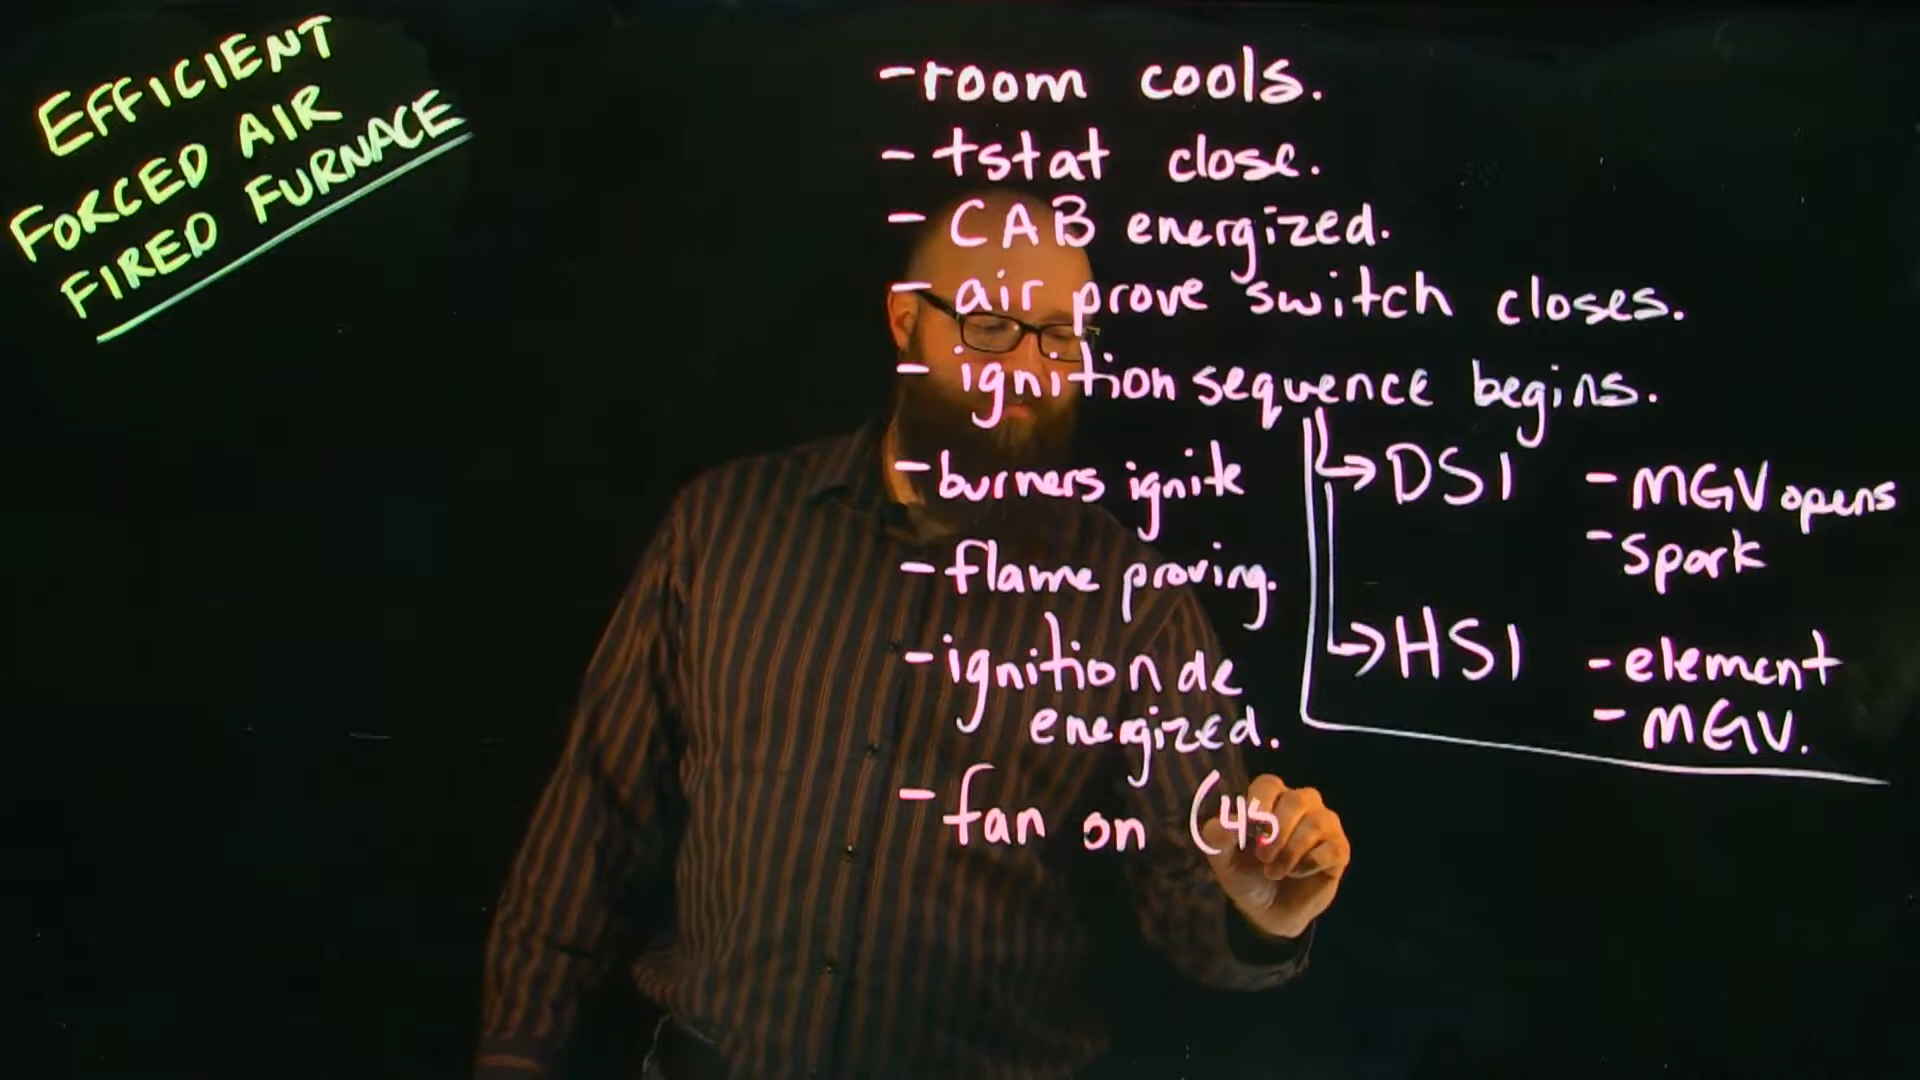 EFFICIENT
FORCED AIR
FIRED FURNACE
- room cools.
- tstat close.
- CAB energized.
- air prove switch closes.
- ignition sequence begins.
→ DSI - MGV opens
- spark
→ HSI - element
- MGV.
- burners ignite
- flame proving.
- ignition de
energized.
- fan on (45